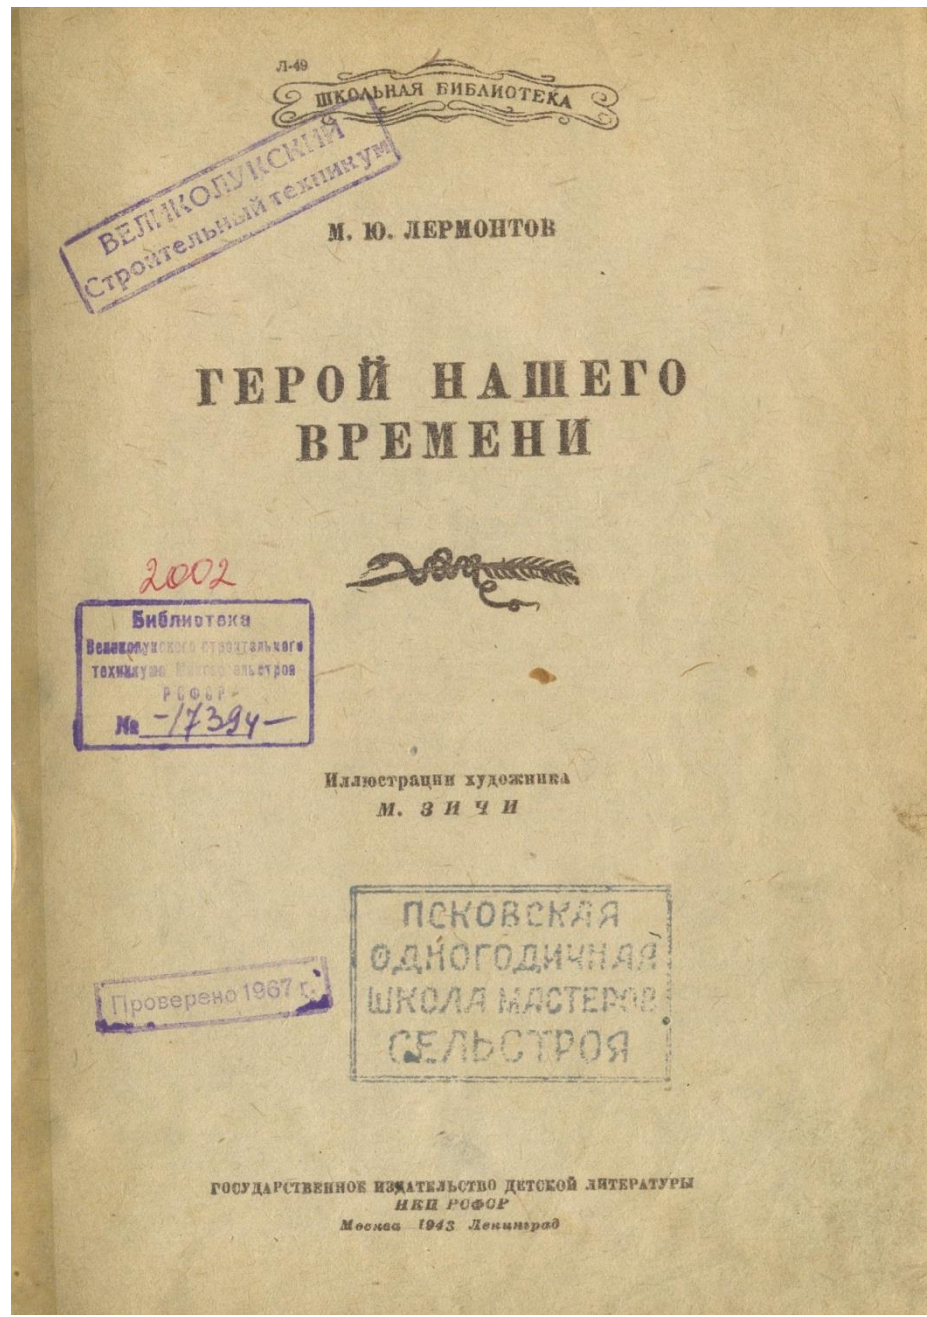 Л-49
ШКОЛЬНАЯ БИБЛИОТЕКА
ВЕЛИКОЛУКСКИЙ
Строительный техникум
М. Ю. ЛЕРМОНТОВ
ГЕРОЙ НАШЕГО
ВРЕМЕНИ
2002
Библиотека
Великолукского строительного
техникума
РСФСР
№ -17394-
Иллюстрации художника
М. ЗИЧИ
ПСКОВСКАЯ
ОДНОГОДИЧНАЯ
ШКОЛА МАСТЕРОВ
СЕЛЬСТРОЯ
Проверено 1967 г.
ГОСУДАРСТВЕННОЕ ИЗДАТЕЛЬСТВО ДЕТСКОЙ ЛИТЕРАТУРЫ
НКП РСФСР
Москва 1943 Ленинград